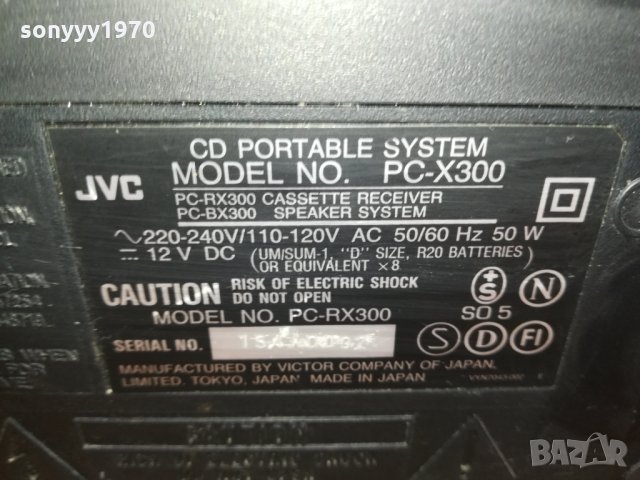 sonyyy1970
CD PORTABLE SYSTEM
JVC MODEL NO. PC-X300
PC-RX300 CASSETTE RECEIVER
PC-BX300 SPEAKER SYSTEM
∿220-240V/110-120V AC 50/60 Hz 50 W
⎓ 12 V DC (UM/SUM-1, "D" SIZE, R20 BATTERIES)
(OR EQUIVALENT ×8)
CAUTION RISK OF ELECTRIC SHOCK
DO NOT OPEN
+S N
MODEL NO. PC-RX300 SO 5
SERIAL NO.
S D FI
MANUFACTURED BY VICTOR COMPANY OF JAPAN,
LIMITED, TOKYO, JAPAN MADE IN JAPAN
BAZAR